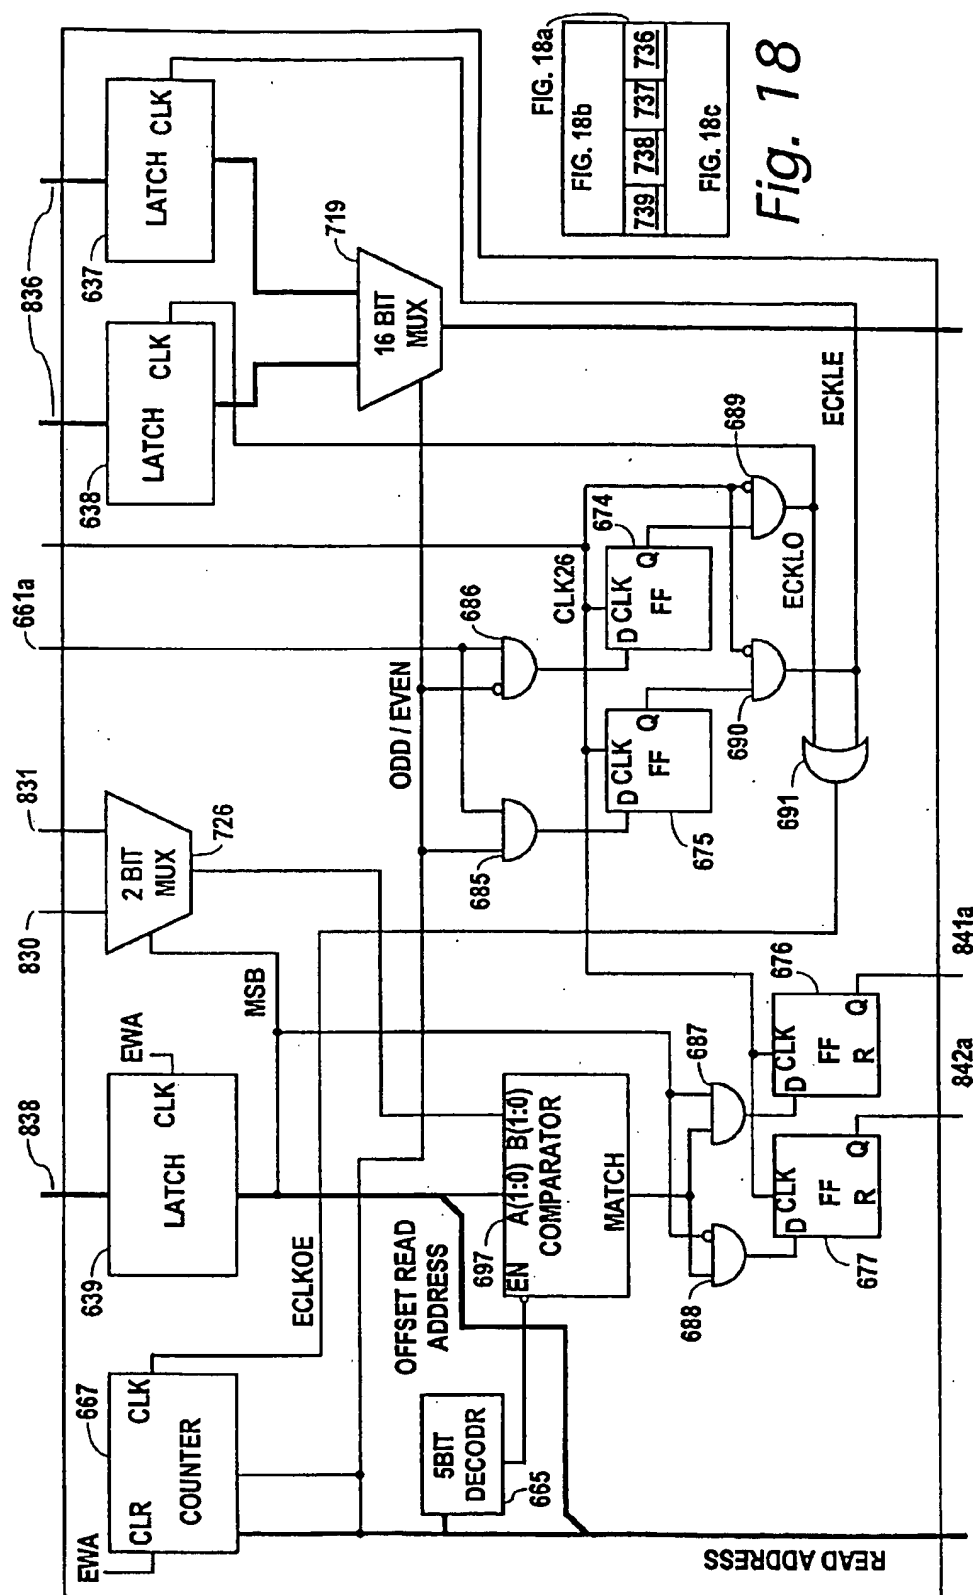 836
637
LATCH
CLK
638
LATCH
CLK
719
16 BIT
MUX
661a
831
830
2 BIT
MUX
726
838
EWA
639
LATCH
CLK
MSB
EWA
667
CLR
CLK
COUNTER
ECLKOE
ODD / EVEN
686
685
CLK26
674
D
CLK
Q
FF
675
D
CLK
Q
FF
689
690
ECKLO
ECKLE
691
OFFSET READ
ADDRESS
5BIT
DECODR
665
697
EN
A(1:0)
B(1:0)
COMPARATOR
MATCH
687
688
676
D
CLK
Q
FF
R
677
D
CLK
Q
FF
R
841a
842a
READ ADDRESS
FIG. 18a
FIG. 18b
739
738
737
736
FIG. 18c
Fig. 18